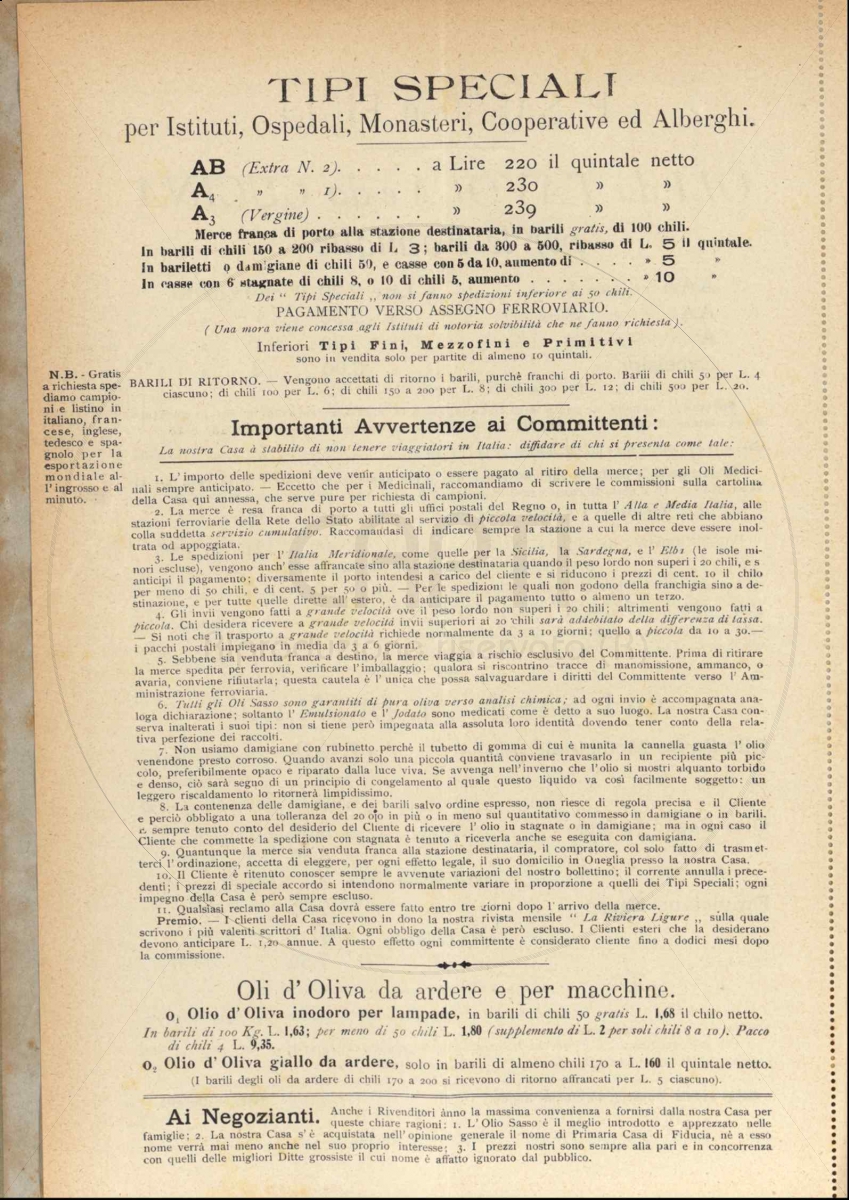 TIPI SPECIALI
per Istituti, Ospedali, Monasteri, Cooperative ed Alberghi.
AB (Extra N. 2). . . . . a Lire 220 il quintale netto
A4 „ „ 1). . . . . » 230 » »
A3 (Vergine) . . . . . . » 239 » »
Merce franca di porto alla stazione destinataria, in barili gratis, di 100 chili.
In barili di chili 150 a 200 ribasso di L 3; barili da 300 a 500, ribasso di L. 5 il quintale.
In bariletti o damigiane di chili 50, e casse con 5 da 10, aumento di . . . . » 5 »
In casse con 6 stagnate di chili 8, o 10 di chili 5, aumento . . . . . . . » 10 »
Dei “ Tipi Speciali „ non si fanno spedizioni inferiore ai 50 chili.
PAGAMENTO VERSO ASSEGNO FERROVIARIO.
( Una mora viene concessa agli Istituti di notoria solvibilità che ne fanno richiesta ).
Inferiori Tipi Fini, Mezzofini e Primitivi
sono in vendita solo per partite di almeno 10 quintali.
N.B. - Gratis
a richiesta spe-
diamo campio-
ni e listino in
italiano, fran-
cese, inglese,
tedesco e spa-
gnolo per la
esportazione
mondiale al-
l'ingrosso e al
minuto.
BARILI DI RITORNO. — Vengono accettati di ritorno i barili, purchè franchi di porto. Barili di chili 50 per L. 4
ciascuno; di chili 100 per L. 6; di chili 150 a 200 per L. 8; di chili 300 per L. 12; di chili 500 per L. 20.
Importanti Avvertenze ai Committenti:
La nostra Casa à stabilito di non tenere viaggiatori in Italia: diffidare di chi si presenta come tale:
1. L'importo delle spedizioni deve venir anticipato o essere pagato al ritiro della merce; per gli Oli Medici-
nali sempre anticipato. — Eccetto che per i Medicinali, raccomandiamo di scrivere le commissioni sulla cartolina
della Casa qui annessa, che serve pure per richiesta di campioni.
2. La merce è resa franca di porto a tutti gli uffici postali del Regno o, in tutta l' Alta e Media Italia, alle
stazioni ferroviarie della Rete dello Stato abilitate al servizio di piccola velocità, e a quelle di altre reti che abbiano
colla suddetta servizio cumulativo. Raccomandasi di indicare sempre la stazione a cui la merce deve essere inol-
trata od appoggiata.
3. Le spedizioni per l' Italia Meridionale, come quelle per la Sicilia, la Sardegna, e l' Elba (le isole mi-
nori escluse), vengono anch' esse affrancate sino alla stazione destinataria quando il peso lordo non superi i 20 chili, e s
anticipi il pagamento; diversamente il porto intendesi a carico del cliente e si riducono i prezzi di cent. 10 il chilo
per meno di 50 chili, e di cent. 5 per 50 o più. — Per le spedizioni le quali non godono della franchigia sino a de-
stinazione, e per tutte quelle dirette all'estero, è da anticipare il pagamento tutto o almeno un terzo.
4. Gli invii vengono fatti a grande velocità ove il peso lordo non superi i 20 chili; altrimenti vengono fatti a
piccola. Chi desidera ricevere a grande velocità invii superiori ai 20 chili sarà addebitato della differenza di tassa.
— Si noti che il trasporto a grande velocità richiede normalmente da 3 a 10 giorni; quello a piccola da 10 a 30.—
i pacchi postali impiegano in media da 3 a 6 giorni.
5. Sebbene sia venduta franca a destino, la merce viaggia a rischio esclusivo del Committente. Prima di ritirare
la merce spedita per ferrovia, verificare l'imballaggio; qualora si riscontrino tracce di manomissione, ammanco, o
avaria, conviene rifiutarla; questa cautela è l'unica che possa salvaguardare i diritti del Committente verso l'Am-
ministrazione ferroviaria.
6. Tutti gli Oli Sasso sono garantiti di pura oliva verso analisi chimica; ad ogni invio è accompagnata ana-
loga dichiarazione; soltanto l' Emulsionato e l' Jodato sono medicati come è detto a suo luogo. La nostra Casa con-
serva inalterati i suoi tipi: non si tiene però impegnata alla assoluta loro identità dovendo tener conto della rela-
tiva perfezione dei raccolti.
7. Non usiamo damigiane con rubinetto perchè il tubetto di gomma di cui è munita la cannella guasta l' olio
venendone presto corroso. Quando avanzi solo una piccola quantità conviene travasarlo in un recipiente più pic-
colo, preferibilmente opaco e riparato dalla luce viva. Se avvenga nell'inverno che l'olio si mostri alquanto torbido
e denso, ciò sarà segno di un principio di congelamento al quale questo liquido va così facilmente soggetto: un
leggero riscaldamento lo ritornerà limpidissimo.
8. La contenenza delle damigiane, e dei barili salvo ordine espresso, non riesce di regola precisa e il Cliente
e perciò obbligato a una tolleranza del 20 o|o in più o in meno sul quantitativo commesso in damigiane o in barili.
È sempre tenuto conto del desiderio del Cliente di ricevere l' olio in stagnate o in damigiane; ma in ogni caso il
Cliente che commette la spedizione con stagnata è tenuto a riceverla anche se eseguita con damigiana.
9. Quantunque la merce sia venduta franca alla stazione destinataria, il compratore, col solo fatto di trasmet-
terci l'ordinazione, accetta di eleggere, per ogni effetto legale, il suo domicilio in Oneglia presso la nostra Casa.
10. Il Cliente è ritenuto conoscer sempre le avvenute variazioni del nostro bollettino; il corrente annulla i prece-
denti; i prezzi di speciale accordo si intendono normalmente variare in proporzione a quelli dei Tipi Speciali; ogni
impegno della Casa è però sempre escluso.
11. Qualsiasi reclamo alla Casa dovrà essere fatto entro tre giorni dopo l'arrivo della merce.
Premio. — I clienti della Casa ricevono in dono la nostra rivista mensile “ La Riviera Ligure „ sulla quale
scrivono i più valenti scrittori d' Italia. Ogni obbligo della Casa è però escluso. I Clienti esteri che la desiderano
devono anticipare L. 1,20 annue. A questo effetto ogni committente è considerato cliente fino a dodici mesi dopo
la commissione.
Oli d' Oliva da ardere e per macchine.
O1 Olio d'Oliva inodoro per lampade, in barili di chili 50 gratis L. 1,68 il chilo netto.
In barili di 100 Kg. L. 1,63; per meno di 50 chili L. 1,80 (supplemento di L. 2 per soli chili 8 a 10). Pacco
di chili 4 L. 9,35.
O2 Olio d'Oliva giallo da ardere, solo in barili di almeno chili 170 a L. 160 il quintale netto.
(I barili degli oli da ardere di chili 170 a 200 si ricevono di ritorno affrancati per L. 5 ciascuno).
Ai Negozianti. Anche i Rivenditori ànno la massima convenienza a fornirsi dalla nostra Casa per
queste chiare ragioni: 1. L'Olio Sasso è il meglio introdotto e apprezzato nelle
famiglie; 2. La nostra Casa s'è acquistata nell'opinione generale il nome di Primaria Casa di Fiducia, nè a esso
nome verrà mai meno anche nel suo proprio interesse; 3. I prezzi nostri sono sempre alla pari e in concorrenza
con quelli delle migliori Ditte grossiste il cui nome è affatto ignorato dal pubblico.